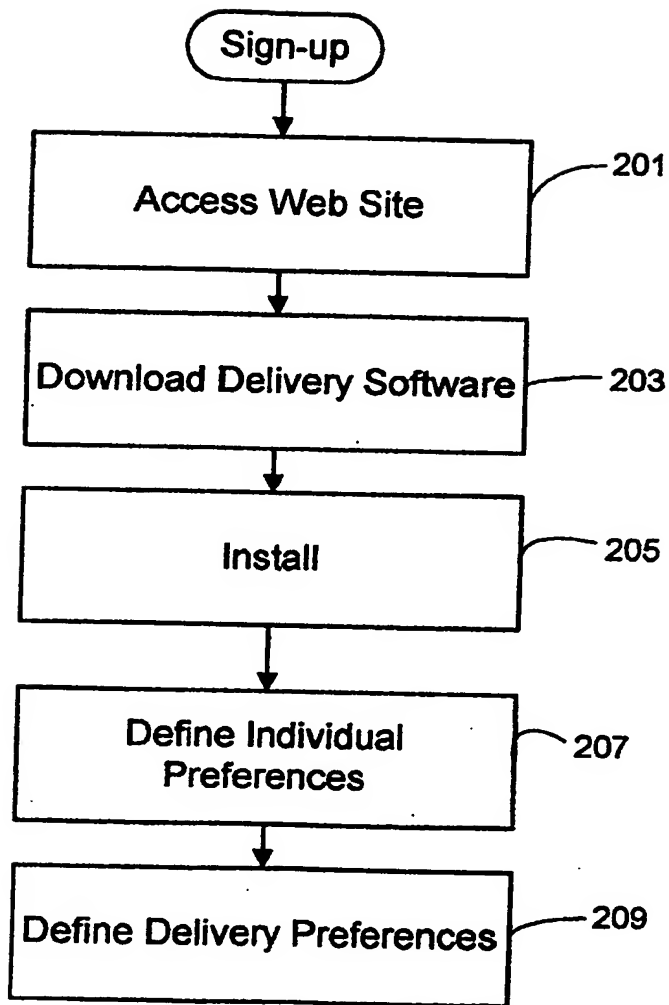 Sign-up
Access Web Site
201
Download Delivery Software
203
Install
205
Define Individual
Preferences
207
Define Delivery Preferences
209